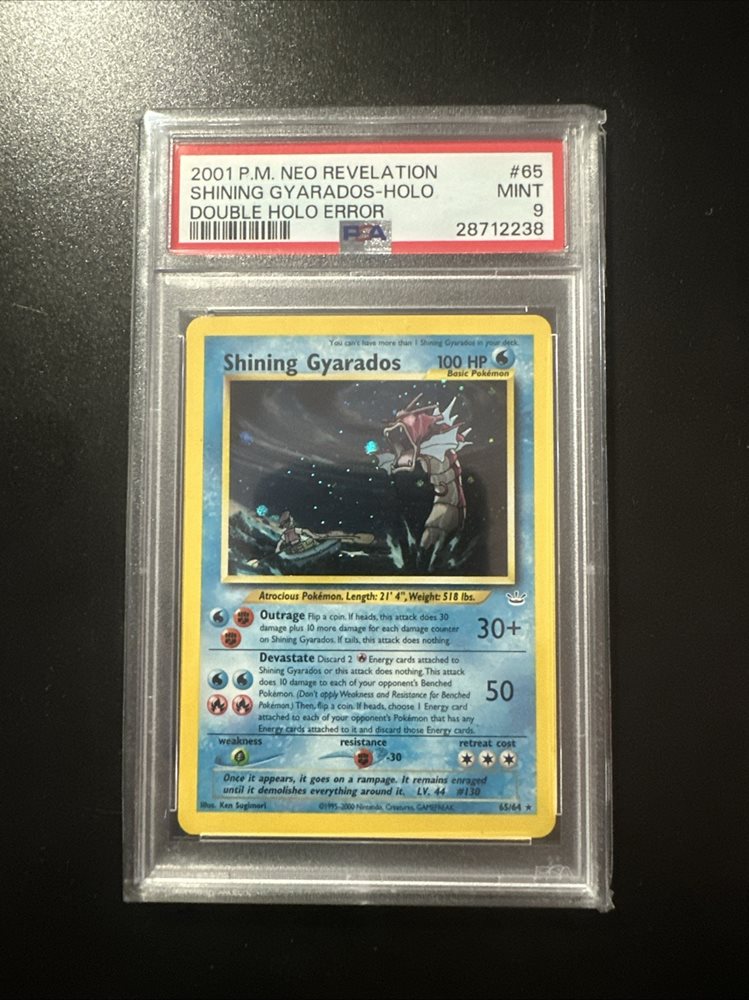 2001 P.M. NEO REVELATION #65
SHINING GYARADOS-HOLO MINT
DOUBLE HOLO ERROR 9
PSA 28712238
You can't have more than 1 Shining Gyarados in your deck.
Shining Gyarados 100 HP
Basic Pokémon
Atrocious Pokémon. Length: 21' 4", Weight: 518 lbs.
Outrage Flip a coin. If heads, this attack does 30
damage plus 10 more damage for each damage counter
on Shining Gyarados. If tails, this attack does nothing.
30+
Devastate Discard 2 Energy cards attached to
Shining Gyarados or this attack does nothing. This attack
does 10 damage to each of your opponent's Benched
Pokémon. (Don't apply Weakness and Resistance for Benched
Pokémon.) Then, flip a coin. If heads, choose 1 Energy card
attached to each of your opponent's Pokémon that has any
Energy cards attached to it and discard those Energy cards.
50
weakness resistance retreat cost
-30
Once it appears, it goes on a rampage. It remains enraged
until it demolishes everything around it. LV. 44 #130
Illus. Ken Sugimori ©1995-2000 Nintendo, Creatures, GAMEFREAK. 65/64 ★
PSA